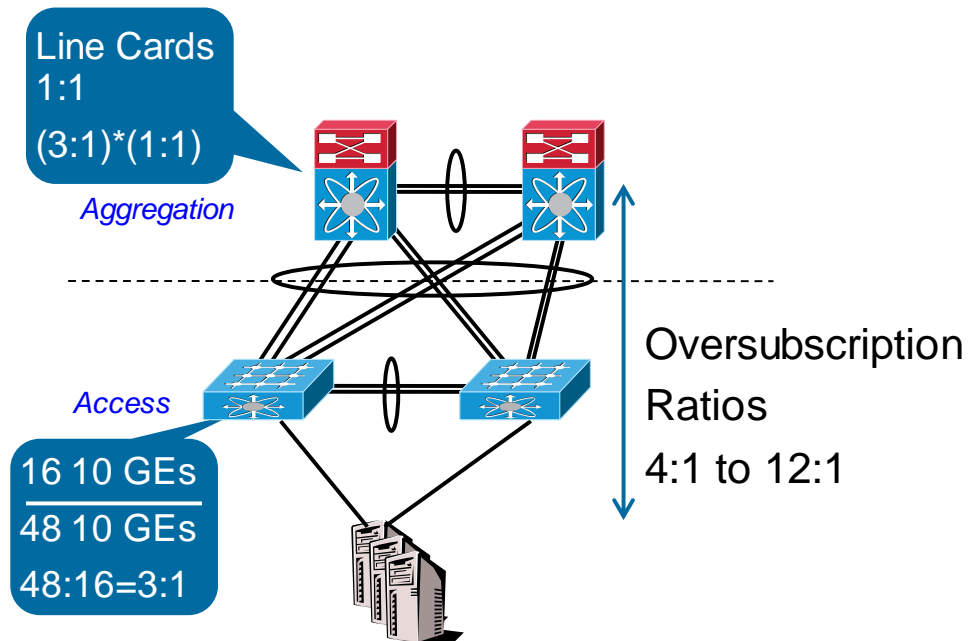 Line Cards
1:1
(3:1)*(1:1)
Aggregation
Oversubscription
Ratios
4:1 to 12:1
Access
16 10 GEs
48 10 GEs
48:16=3:1